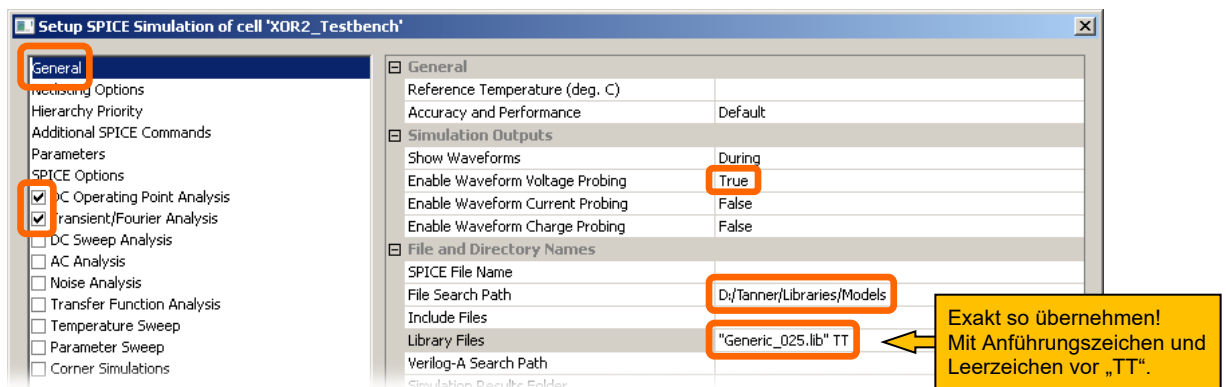 Setup SPICE Simulation of cell 'XOR2_Testbench'
General
Netlisting Options
Hierarchy Priority
Additional SPICE Commands
Parameters
SPICE Options
DC Operating Point Analysis
Transient/Fourier Analysis
DC Sweep Analysis
AC Analysis
Noise Analysis
Transfer Function Analysis
Temperature Sweep
Parameter Sweep
Corner Simulations
General
Reference Temperature (deg. C)
Accuracy and Performance Default
Simulation Outputs
Show Waveforms During
Enable Waveform Voltage Probing True
Enable Waveform Current Probing False
Enable Waveform Charge Probing False
File and Directory Names
SPICE File Name
File Search Path D:/Tanner/Libraries/Models
Include Files
Library Files "Generic_025.lib" TT
Verilog-A Search Path
Simulation Results Folder
Exakt so übernehmen!
Mit Anführungszeichen und
Leerzeichen vor „TT“.